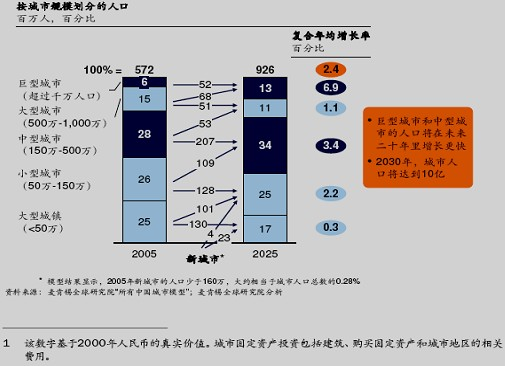 按城市规模划分的人口
百万人，百分比
复合年均增长率
百分比
100% = 572 926 2.4
巨型城市
(超过千万人口)
6 52 13 6.9
大型城市
(500万-1,000万)
15 68 51 11 1.1
中型城市
(150万-500万)
28 53 207 34 3.4
小型城市
(50万-150万)
26 109 128 25 2.2
大型城镇
(<50万)
25 101 130 17 0.3
4 23
2005 新城市* 2025
• 巨型城市和中型城
市的人口将在未来
二十年里增长更快
• 2030年，城市人
口将达到10亿
* 模型结果显示，2005年新城市的人口少于160万，大约相当于城市人口总数的0.28%
资料来源：麦肯锡全球研究院“所有中国城市模型”；麦肯锡全球研究院分析
1 该数字基于2000年人民币的真实价值。城市固定资产投资包括建筑、购买固定资产和城市地区的相关
费用。